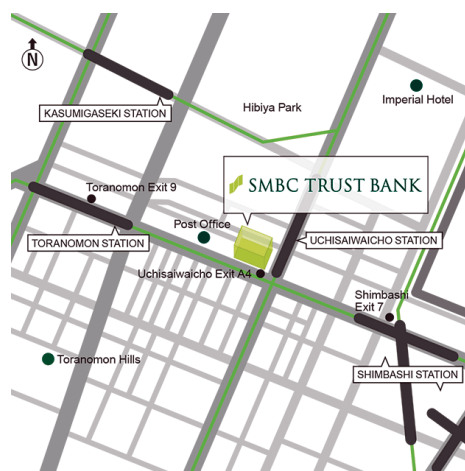 N
Imperial Hotel
Hibiya Park
KASUMIGASEKI STATION
SMBC TRUST BANK
Toranomon Exit 9
Post Office
TORANOMON STATION
UCHISAIWAICHO STATION
Uchisaiwaicho Exit A4
Shimbashi
Exit 7
Toranomon Hills
SHIMBASHI STATION